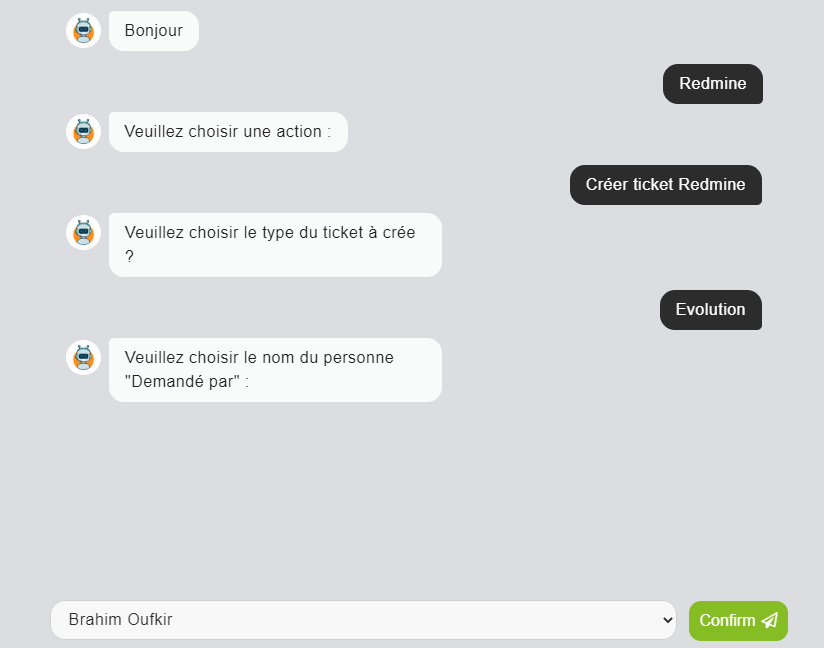 Bonjour
Redmine
Veuillez choisir une action :
Créer ticket Redmine
Veuillez choisir le type du ticket à crée
?
Evolution
Veuillez choisir le nom du personne
"Demandé par" :
Brahim Oufkir
Confirm